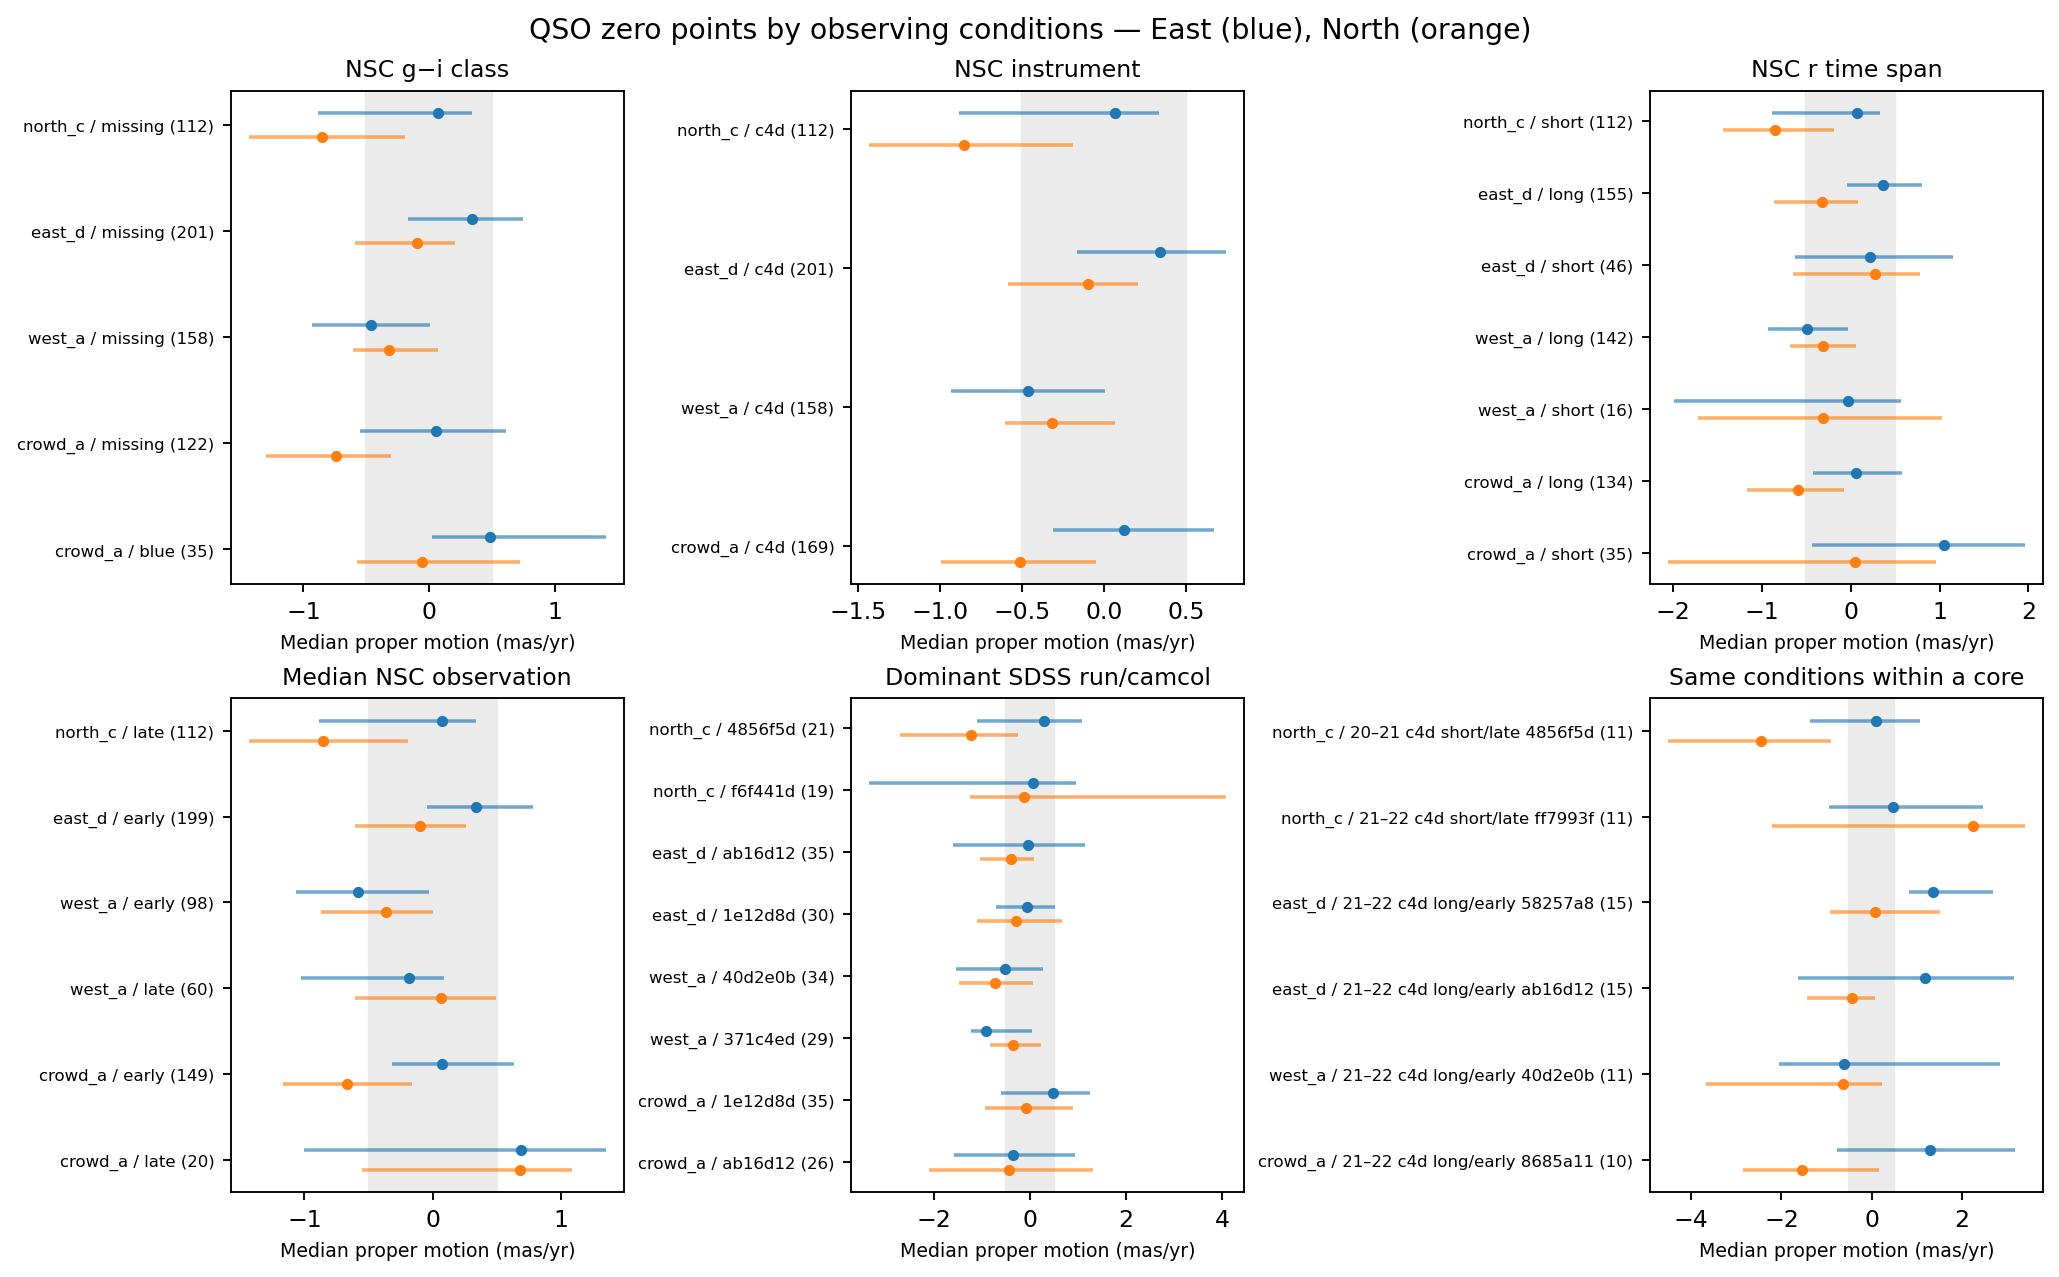 QSO zero points by observing conditions — East (blue), North (orange)
NSC g−i class
north_c / missing (112)
east_d / missing (201)
west_a / missing (158)
crowd_a / missing (122)
crowd_a / blue (35)
−1 0 1
Median proper motion (mas/yr)
NSC instrument
north_c / c4d (112)
east_d / c4d (201)
west_a / c4d (158)
crowd_a / c4d (169)
−1.5 −1.0 −0.5 0.0 0.5
Median proper motion (mas/yr)
NSC r time span
north_c / short (112)
east_d / long (155)
east_d / short (46)
west_a / long (142)
west_a / short (16)
crowd_a / long (134)
crowd_a / short (35)
−2 −1 0 1 2
Median proper motion (mas/yr)
Median NSC observation
north_c / late (112)
east_d / early (199)
west_a / early (98)
west_a / late (60)
crowd_a / early (149)
crowd_a / late (20)
−1 0 1
Median proper motion (mas/yr)
Dominant SDSS run/camcol
north_c / 4856f5d (21)
north_c / f6f441d (19)
east_d / ab16d12 (35)
east_d / 1e12d8d (30)
west_a / 40d2e0b (34)
west_a / 371c4ed (29)
crowd_a / 1e12d8d (35)
crowd_a / ab16d12 (26)
−2 0 2 4
Median proper motion (mas/yr)
Same conditions within a core
north_c / 20–21 c4d short/late 4856f5d (11)
north_c / 21–22 c4d short/late ff7993f (11)
east_d / 21–22 c4d long/early 58257a8 (15)
east_d / 21–22 c4d long/early ab16d12 (15)
west_a / 21–22 c4d long/early 40d2e0b (11)
crowd_a / 21–22 c4d long/early 8685a11 (10)
−4 −2 0 2
Median proper motion (mas/yr)